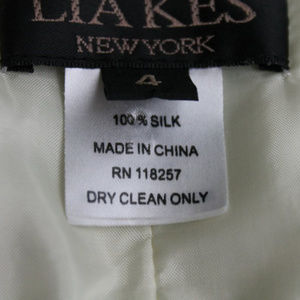 LIA KES
NEW YORK
4
100% SILK
MADE IN CHINA
RN 118257
DRY CLEAN ONLY